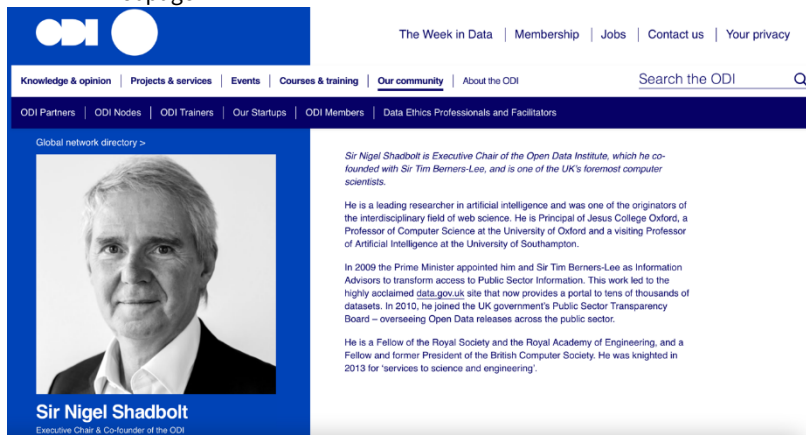 ODI
The Week in Data | Membership | Jobs | Contact us | Your privacy
Knowledge & opinion | Projects & services | Events | Courses & training | Our community | About the ODI
Search the ODI
ODI Partners | ODI Nodes | ODI Trainers | Our Startups | ODI Members | Data Ethics Professionals and Facilitators
Global network directory >
Sir Nigel Shadbolt is Executive Chair of the Open Data Institute, which he co-
founded with Sir Tim Berners-Lee, and is one of the UK's foremost computer
scientists.
He is a leading researcher in artificial intelligence and was one of the originators of
the interdisciplinary field of web science. He is Principal of Jesus College Oxford, a
Professor of Computer Science at the University of Oxford and a visiting Professor
of Artificial Intelligence at the University of Southampton.
In 2009 the Prime Minister appointed him and Sir Tim Berners-Lee as Information
Advisors to transform access to Public Sector Information. This work led to the
highly acclaimed data.gov.uk site that now provides a portal to tens of thousands of
datasets. In 2010, he joined the UK government's Public Sector Transparency
Board – overseeing Open Data releases across the public sector.
He is a Fellow of the Royal Society and the Royal Academy of Engineering, and a
Fellow and former President of the British Computer Society. He was knighted in
2013 for 'services to science and engineering'.
Sir Nigel Shadbolt
Executive Chair & Co-founder of the ODI